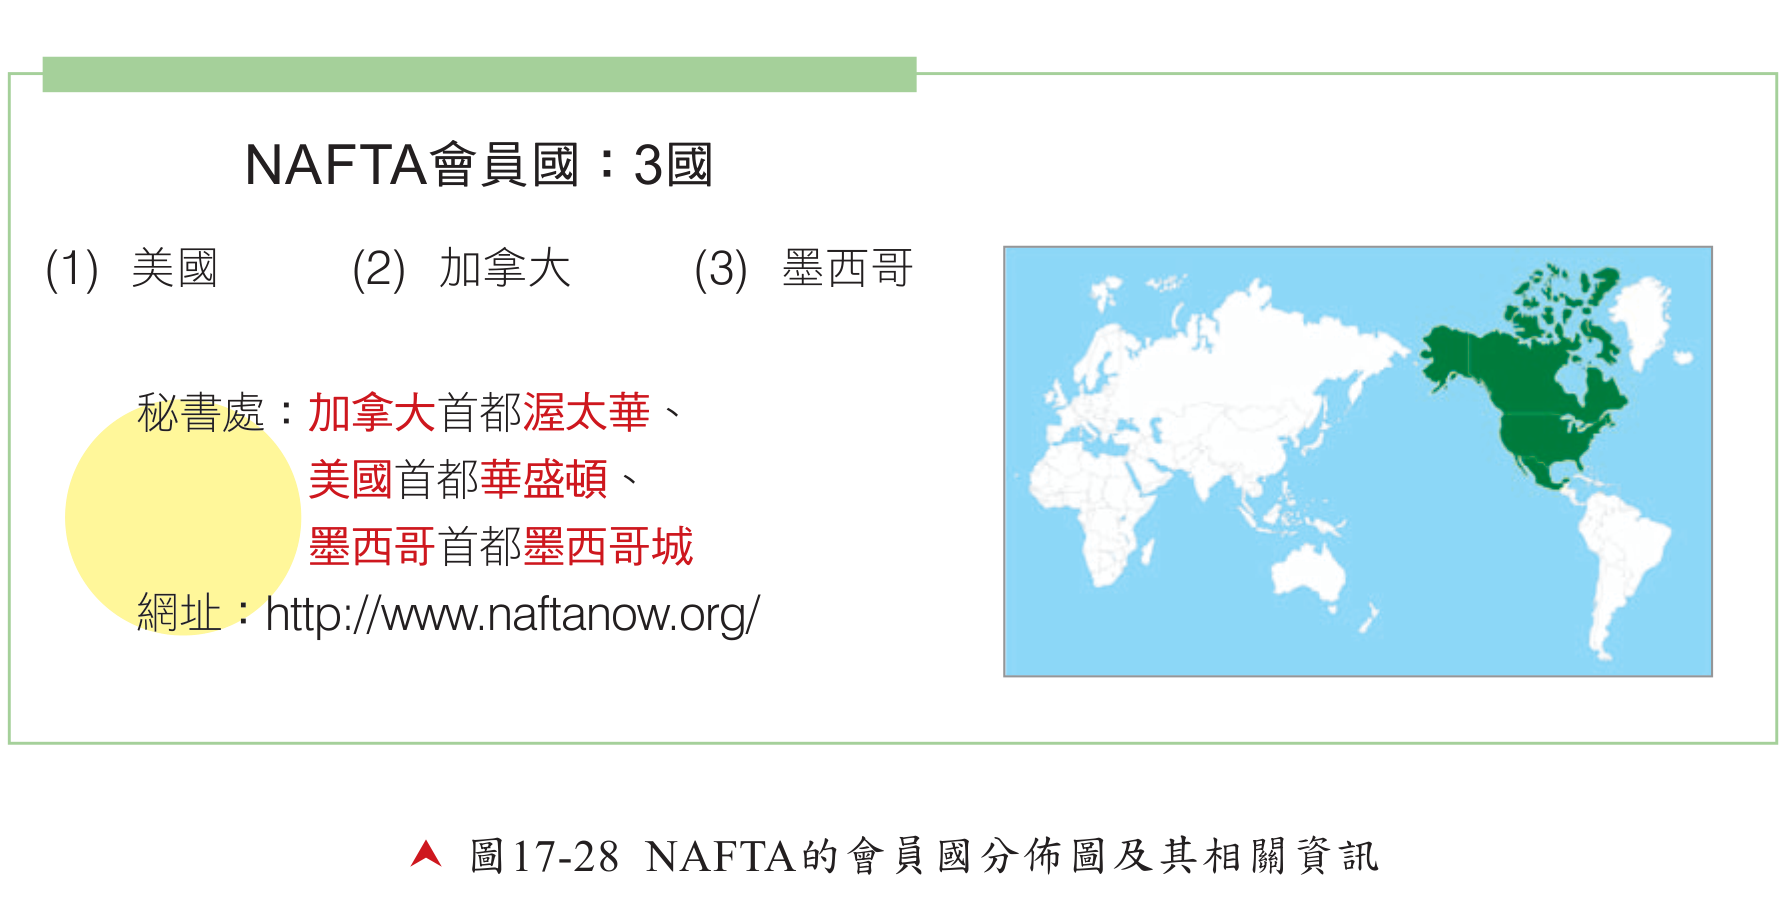 NAFTA會員國：3國
(1) 美國 (2) 加拿大 (3) 墨西哥
秘書處：加拿大首都渥太華、
美國首都華盛頓、
墨西哥首都墨西哥城
網址：http://www.naftanow.org/
圖17-28 NAFTA的會員國分佈圖及其相關資訊